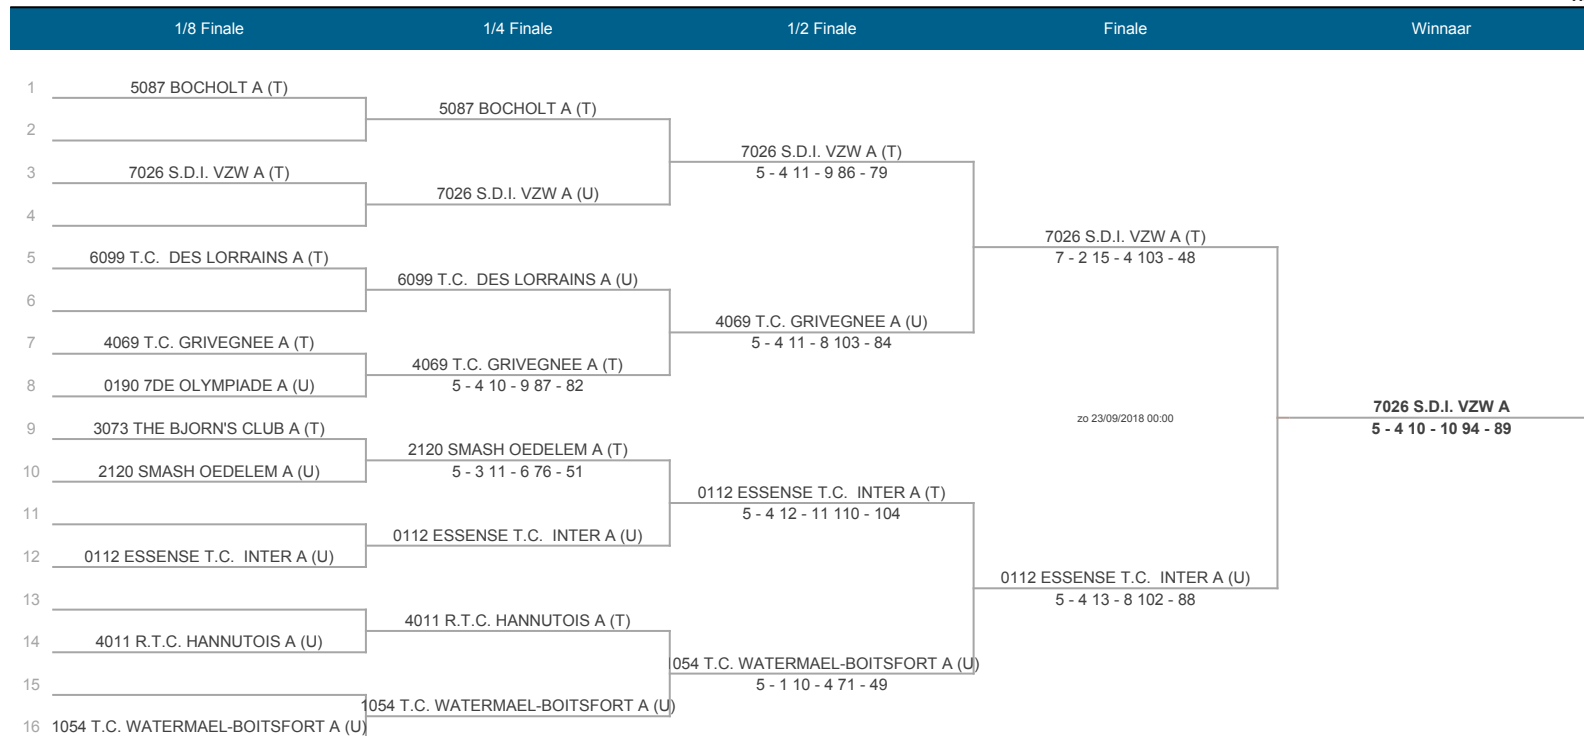 1/8 Finale 1/4 Finale 1/2 Finale Finale Winnaar
1 5087 BOCHOLT A (T)
5087 BOCHOLT A (T)
2
7026 S.D.I. VZW A (T)
3 7026 S.D.I. VZW A (T)
5 - 4 11 - 9 86 - 79
7026 S.D.I. VZW A (U)
4
7026 S.D.I. VZW A (T)
5 6099 T.C. DES LORRAINS A (T)
7 - 2 15 - 4 103 - 48
6099 T.C. DES LORRAINS A (U)
6
4069 T.C. GRIVEGNEE A (U)
7 4069 T.C. GRIVEGNEE A (T)
5 - 4 11 - 8 103 - 84
4069 T.C. GRIVEGNEE A (T)
8 0190 7DE OLYMPIADE A (U)
5 - 4 10 - 9 87 - 82
7026 S.D.I. VZW A
zo 23/09/2018 00:00
9 3073 THE BJORN'S CLUB A (T)
5 - 4 10 - 10 94 - 89
2120 SMASH OEDELEM A (T)
10 2120 SMASH OEDELEM A (U)
5 - 3 11 - 6 76 - 51
0112 ESSENSE T.C. INTER A (T)
11
5 - 4 12 - 11 110 - 104
0112 ESSENSE T.C. INTER A (U)
12 0112 ESSENSE T.C. INTER A (U)
0112 ESSENSE T.C. INTER A (U)
13
5 - 4 13 - 8 102 - 88
4011 R.T.C. HANNUTOIS A (T)
14 4011 R.T.C. HANNUTOIS A (U)
1054 T.C. WATERMAEL-BOITSFORT A (U)
15
5 - 1 10 - 4 71 - 49
1054 T.C. WATERMAEL-BOITSFORT A (U)
16 1054 T.C. WATERMAEL-BOITSFORT A (U)